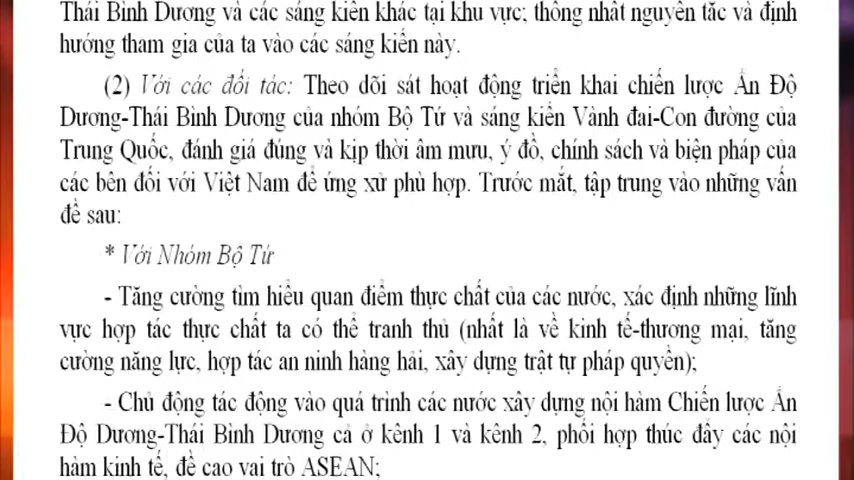 Thái Bình Dương và các sáng kiến khác tại khu vực; thống nhất nguyên tắc và định
hướng tham gia của ta vào các sáng kiến này.
(2) Với các đối tác: Theo dõi sát hoạt động triển khai chiến lược Ấn Độ
Dương-Thái Bình Dương của nhóm Bộ Tứ và sáng kiến Vành đai-Con đường của
Trung Quốc, đánh giá đúng và kịp thời âm mưu, ý đồ, chính sách và biện pháp của
các bên đối với Việt Nam để ứng xử phù hợp. Trước mắt, tập trung vào những vấn
đề sau:
* Với Nhóm Bộ Tứ
- Tăng cường tìm hiểu quan điểm thực chất của các nước, xác định những lĩnh
vực hợp tác thực chất ta có thể tranh thủ (nhất là về kinh tế-thương mại, tăng
cường năng lực, hợp tác an ninh hàng hải, xây dựng trật tự pháp quyền);
- Chủ động tác động vào quá trình các nước xây dựng nội hàm Chiến lược Ấn
Độ Dương-Thái Bình Dương cả ở kênh 1 và kênh 2, phối hợp thúc đẩy các nội
hàm kinh tế, đề cao vai trò ASEAN;